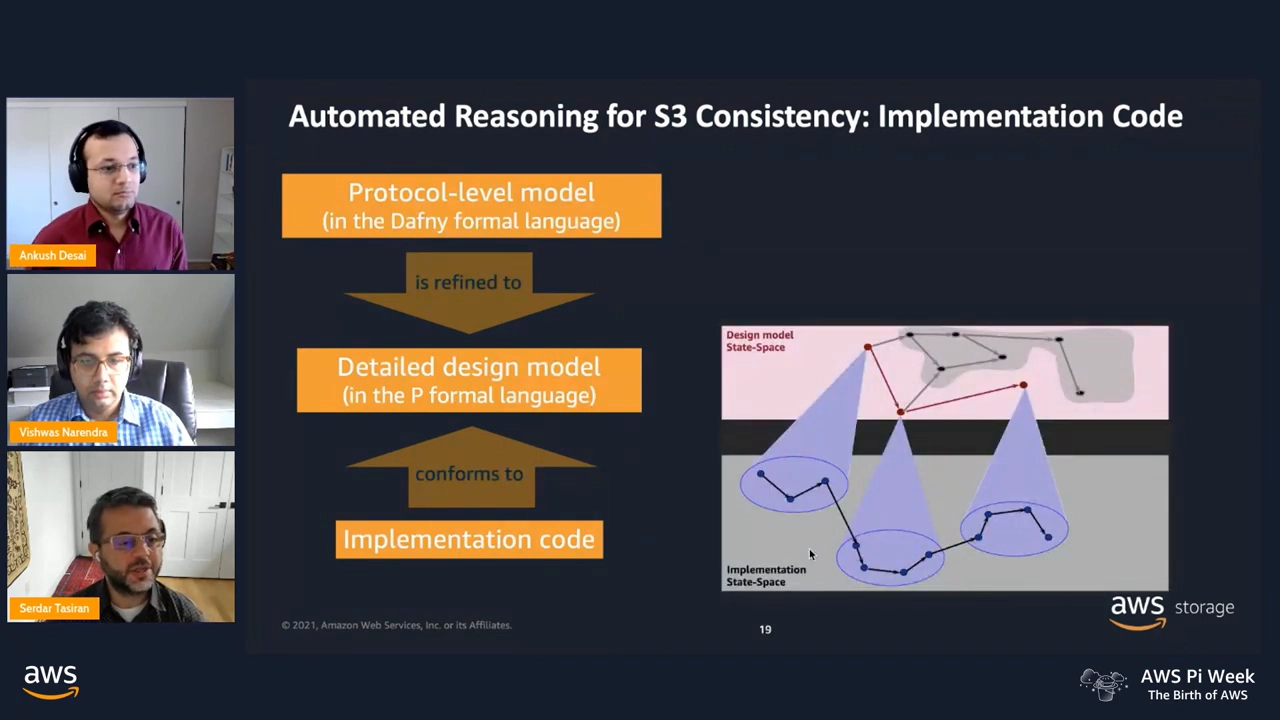 Automated Reasoning for S3 Consistency: Implementation Code
Ankush Desai
Vishwas Narendra
Serdar Tasiran
Protocol-level model
(in the Dafny formal language)
is refined to
Detailed design model
(in the P formal language)
conforms to
Implementation code
Design model
State-Space
Implementation
State-Space
© 2021, Amazon Web Services, Inc. or its Affiliates.
19
aws storage
aws
AWS Pi Week
The Birth of AWS